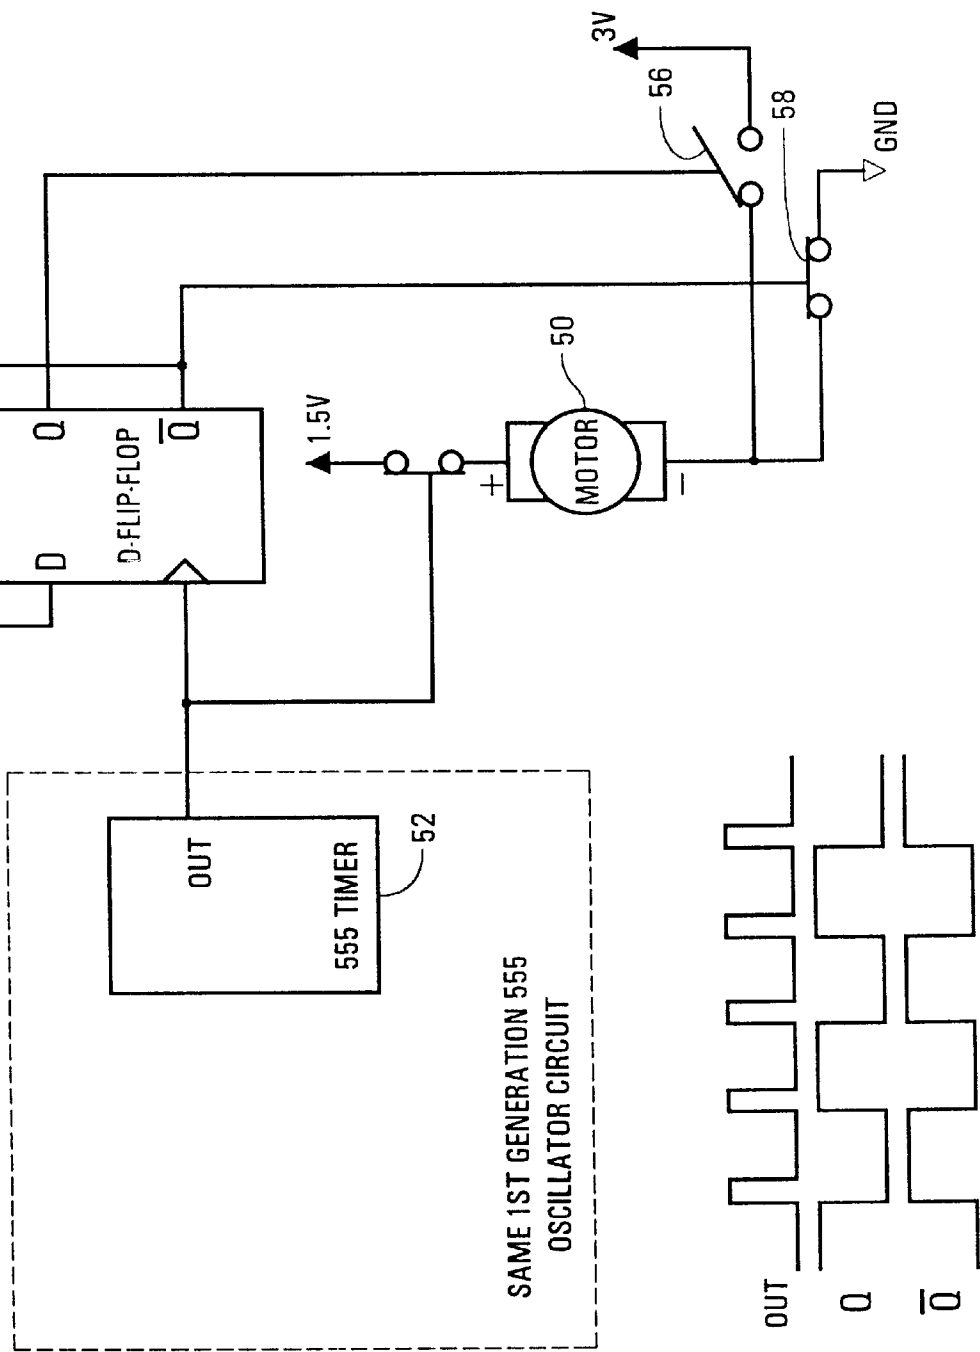 3V
56
58
GND
Q
Q̅
D
D-FLIP-FLOP
1.5V
+
MOTOR
-
50
OUT
555 TIMER
52
SAME 1ST GENERATION 555
OSCILLATOR CIRCUIT
OUT
Q
Q̅